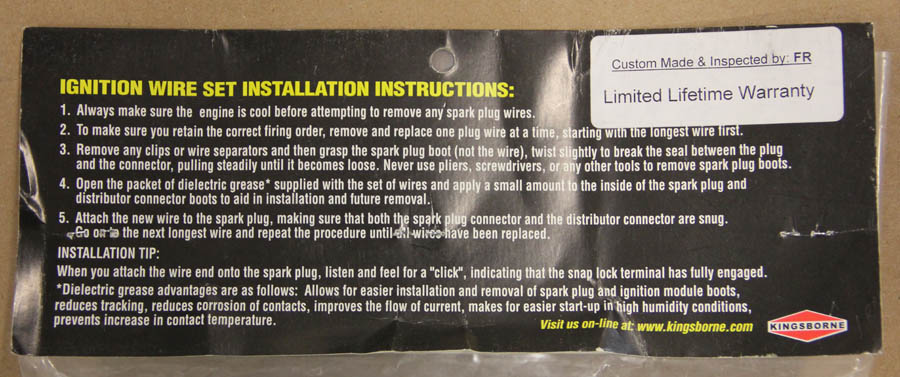 Custom Made & Inspected by: FR
Limited Lifetime Warranty
IGNITION WIRE SET INSTALLATION INSTRUCTIONS:
1. Always make sure the engine is cool before attempting to remove any spark plug wires.
2. To make sure you retain the correct firing order, remove and replace one plug wire at a time, starting with the longest wire first.
3. Remove any clips or wire separators and then grasp the spark plug boot (not the wire), twist slightly to break the seal between the plug
and the connector, pulling steadily until it becomes loose. Never use pliers, screwdrivers, or any other tools to remove spark plug boots.
4. Open the packet of dielectric grease* supplied with the set of wires and apply a small amount to the inside of the spark plug and
distributor connector boots to aid in installation and future removal.
5. Attach the new wire to the spark plug, making sure that both the spark plug connector and the distributor connector are snug.
Go on to the next longest wire and repeat the procedure until all wires have been replaced.
INSTALLATION TIP:
When you attach the wire end onto the spark plug, listen and feel for a "click", indicating that the snap lock terminal has fully engaged.
*Dielectric grease advantages are as follows: Allows for easier installation and removal of spark plug and ignition module boots,
reduces tracking, reduces corrosion of contacts, improves the flow of current, makes for easier start-up in high humidity conditions,
prevents increase in contact temperature.
Visit us on-line at: www.kingsborne.com
KINGSBORNE